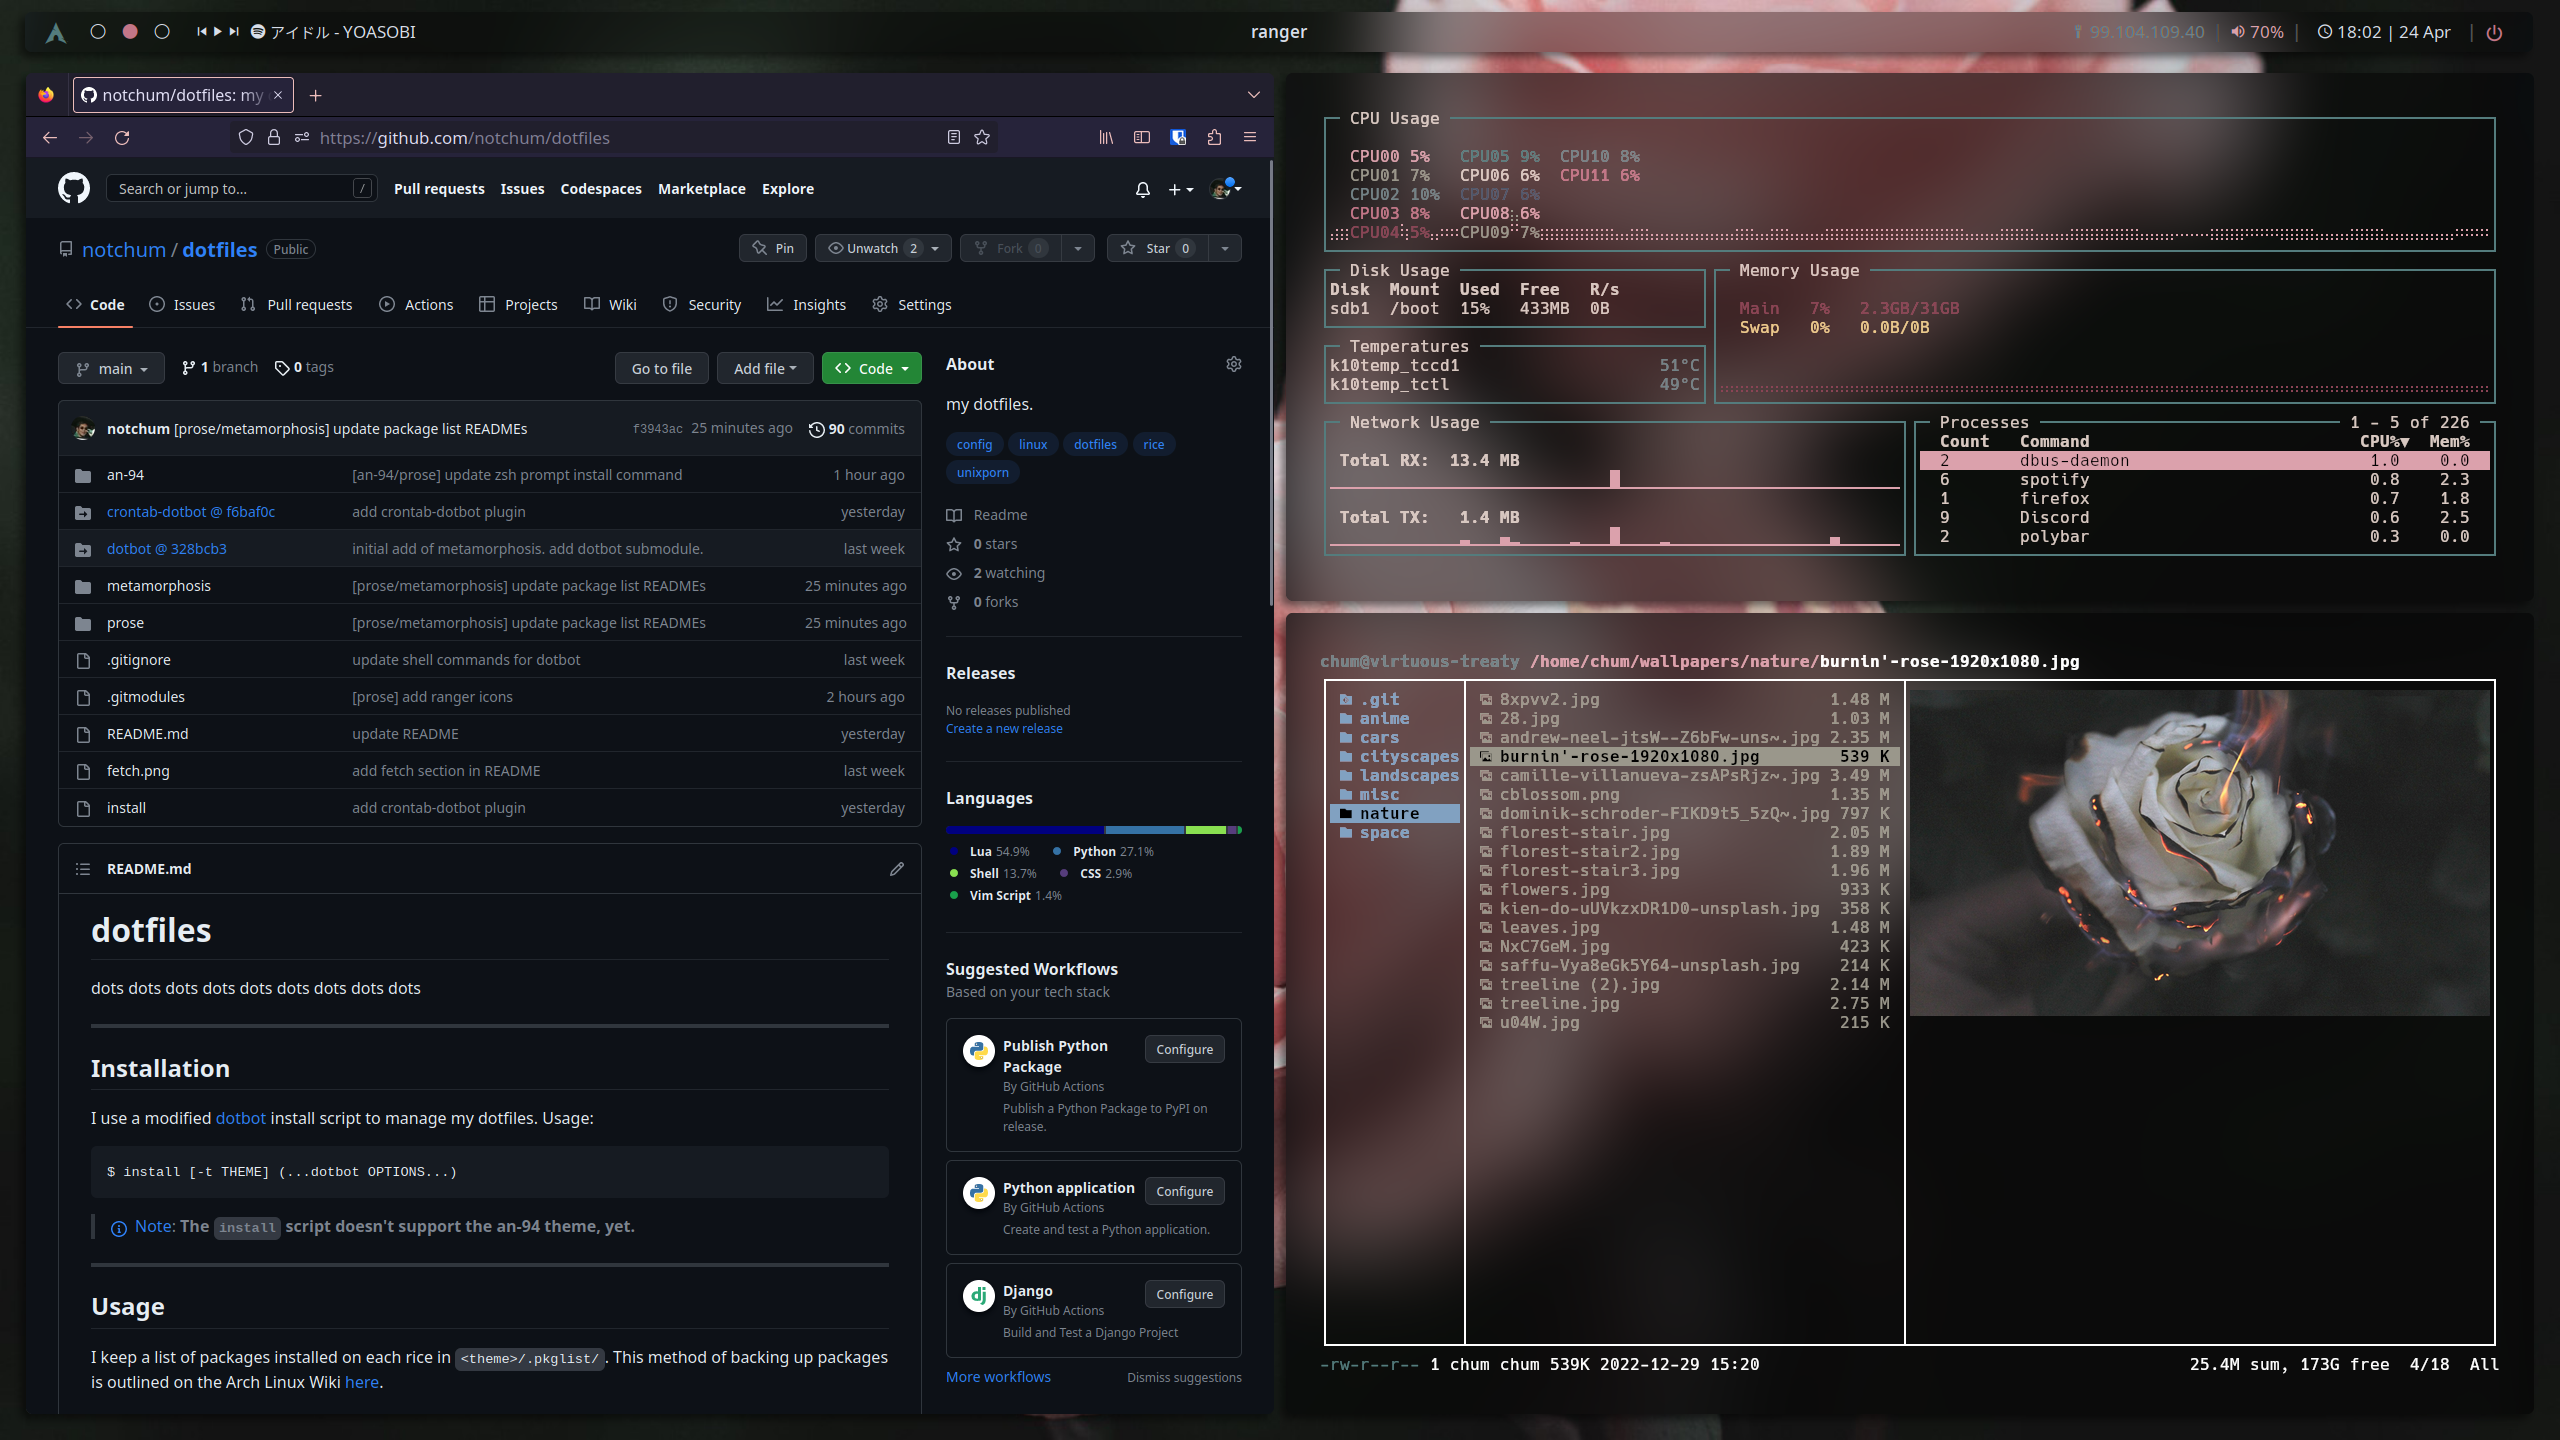 アイドル - YOASOBI
ranger
99.104.109.40 | 70% | 18:02 | 24 Apr |
notchum/dotfiles: my
https://github.com/notchum/dotfiles
Search or jump to... /
Pull requests Issues Codespaces Marketplace Explore
notchum / dotfiles Public
Pin Unwatch 2 Fork 0 Star 0
Code Issues Pull requests Actions Projects Wiki Security Insights Settings
main 1 branch 0 tags
Go to file Add file Code
notchum [prose/metamorphosis] update package list READMEs f3943ac 25 minutes ago 90 commits
an-94 [an-94/prose] update zsh prompt install command 1 hour ago
crontab-dotbot @ f6baf0c add crontab-dotbot plugin yesterday
dotbot @ 328bcb3 initial add of metamorphosis. add dotbot submodule. last week
metamorphosis [prose/metamorphosis] update package list READMEs 25 minutes ago
prose [prose/metamorphosis] update package list READMEs 25 minutes ago
.gitignore update shell commands for dotbot last week
.gitmodules [prose] add ranger icons 2 hours ago
README.md update README yesterday
fetch.png add fetch section in README last week
install add crontab-dotbot plugin yesterday
README.md
dotfiles
dots dots dots dots dots dots dots dots dots
Installation
I use a modified dotbot install script to manage my dotfiles. Usage:
$ install [-t THEME] (...dotbot OPTIONS...)
Note: The install script doesn't support the an-94 theme, yet.
Usage
I keep a list of packages installed on each rice in <theme>/.pkglist/. This method of backing up packages
is outlined on the Arch Linux Wiki here.
About
my dotfiles.
config linux dotfiles rice
unixporn
Readme
0 stars
2 watching
0 forks
Releases
No releases published
Create a new release
Languages
Lua 54.9% Python 27.1%
Shell 13.7% CSS 2.9%
Vim Script 1.4%
Suggested Workflows
Based on your tech stack
Publish Python
Package
Configure
By GitHub Actions
Publish a Python Package to PyPI on
release.
Python application
Configure
By GitHub Actions
Create and test a Python application.
Django
Configure
By GitHub Actions
Build and Test a Django Project
More workflows Dismiss suggestions
CPU Usage
CPU00 5% CPU05 9% CPU10 8%
CPU01 7% CPU06 6% CPU11 6%
CPU02 10% CPU07 6%
CPU03 8% CPU08 6%
CPU04 5% CPU09 7%
Disk Usage
Disk Mount Used Free R/s
sdb1 /boot 15% 433MB 0B
Temperatures
k10temp_tccd1 51°C
k10temp_tctl 49°C
Memory Usage
Main 7% 2.3GB/31GB
Swap 0% 0.0B/0B
Network Usage
Total RX: 13.4 MB
Total TX: 1.4 MB
Processes 1 - 5 of 226
Count Command CPU%▼ Mem%
2 dbus-daemon 1.0 0.0
6 spotify 0.8 2.3
1 firefox 0.7 1.8
9 Discord 0.6 2.5
2 polybar 0.3 0.0
chum@virtuous-treaty /home/chum/wallpapers/nature/burnin'-rose-1920x1080.jpg
.git
anime
cars
cityscapes
landscapes
misc
nature
space
8xpvv2.jpg 1.48 M
28.jpg 1.03 M
andrew-neel-jtsW--Z6bFw-uns~.jpg 2.35 M
burnin'-rose-1920x1080.jpg 539 K
camille-villanueva-zsAPsRjz~.jpg 3.49 M
cblossom.png 1.35 M
dominik-schroder-FIKD9t5_5zQ~.jpg 797 K
florest-stair.jpg 2.05 M
florest-stair2.jpg 1.89 M
florest-stair3.jpg 1.96 M
flowers.jpg 933 K
kien-do-uUVkzxDR1D0-unsplash.jpg 358 K
leaves.jpg 1.48 M
NxC7GeM.jpg 423 K
saffu-Vya8eGk5Y64-unsplash.jpg 214 K
treeline (2).jpg 2.14 M
treeline.jpg 2.75 M
u04W.jpg 215 K
-rw-r--r-- 1 chum chum 539K 2022-12-29 15:20
25.4M sum, 173G free 4/18 All